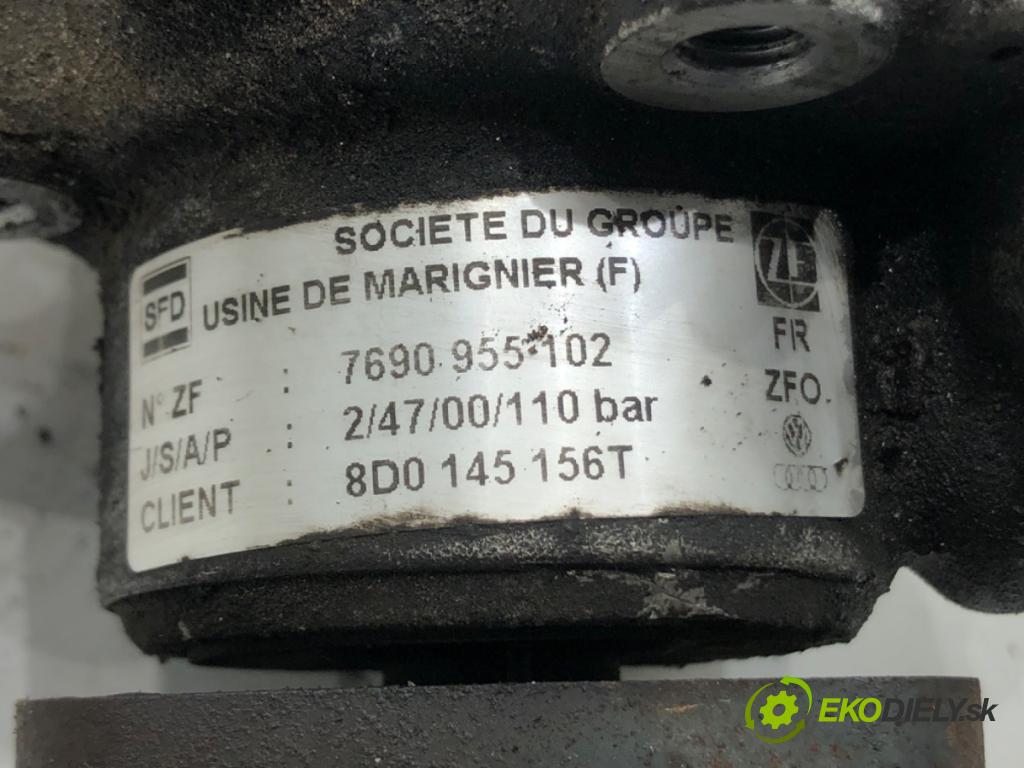 SOCIETE DU GROUPE
ZF
SFD
USINE DE MARIGNIER (F)
FR
N° ZF : 7690 955 102
ZFO
J/S/A/P : 2/47/00/110 bar
CLIENT : 8D0 145 156T
EKODIELY.sk